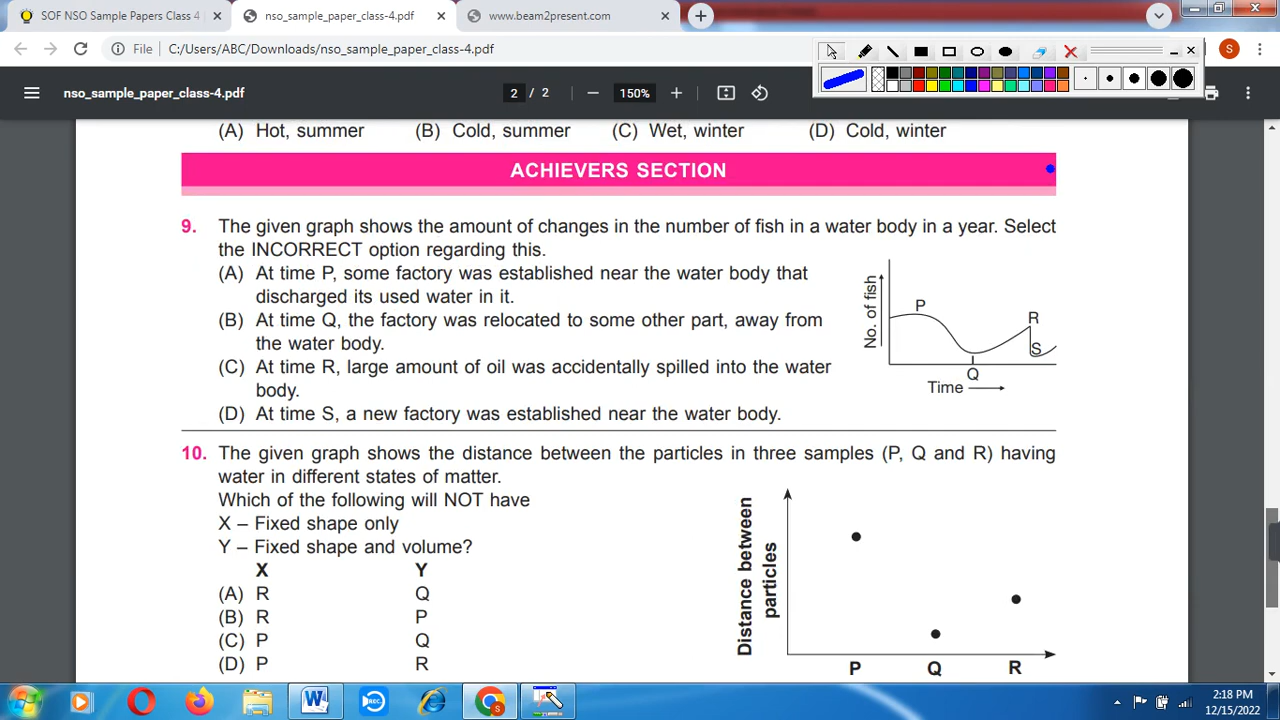 SOF NSO Sample Papers Class 4
nso_sample_paper_class-4.pdf
www.beam2present.com
File
C:/Users/ABC/Downloads/nso_sample_paper_class-4.pdf
S
nso_sample_paper_class-4.pdf
2 / 2
150%
(A) Hot, summer (B) Cold, summer (C) Wet, winter (D) Cold, winter
ACHIEVERS SECTION
9. The given graph shows the amount of changes in the number of fish in a water body in a year. Select
the INCORRECT option regarding this.
(A) At time P, some factory was established near the water body that
discharged its used water in it.
(B) At time Q, the factory was relocated to some other part, away from
the water body.
(C) At time R, large amount of oil was accidentally spilled into the water
body.
(D) At time S, a new factory was established near the water body.
No. of fish
P
R
S
Q
Time
10. The given graph shows the distance between the particles in three samples (P, Q and R) having
water in different states of matter.
Which of the following will NOT have
X – Fixed shape only
Y – Fixed shape and volume?
X Y
(A) R Q
(B) R P
(C) P Q
(D) P R
Distance between
particles
P Q R
REC
S
2:18 PM
12/15/2022